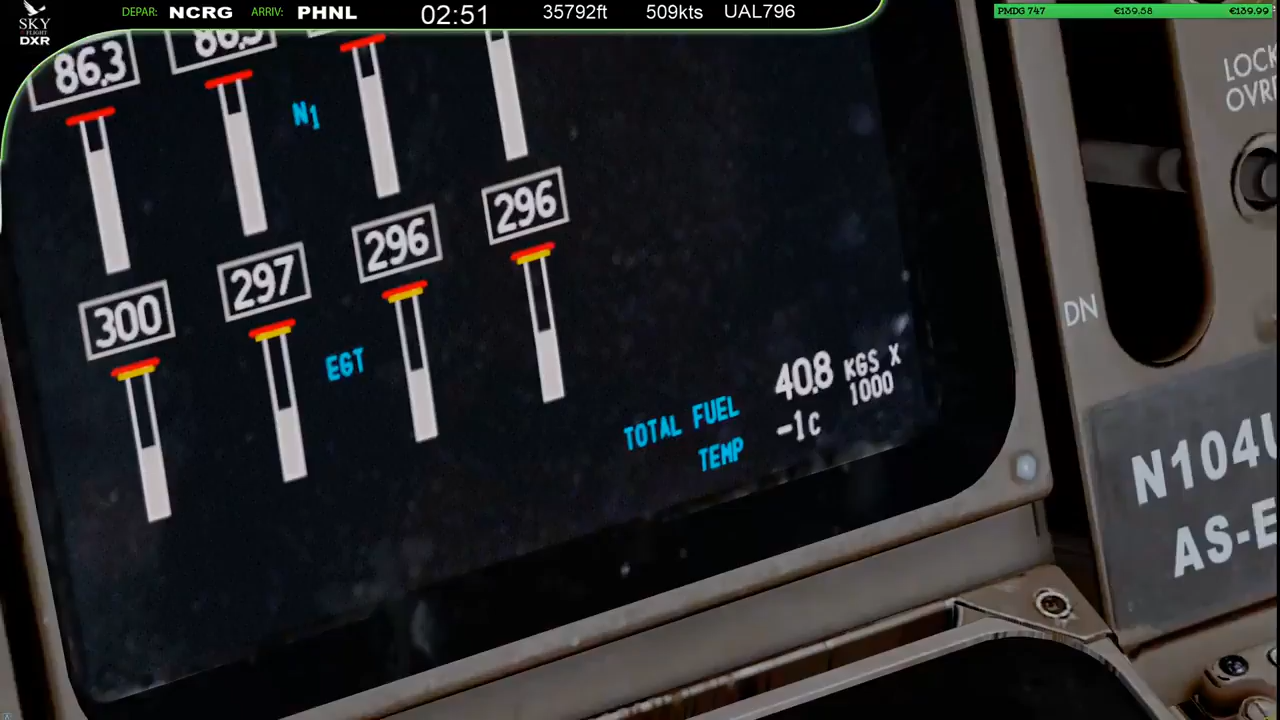 DEPAR: NCRG ARRIV: PHNL 02:51 35792ft 509kts UAL796
PMDG 747 €139.58 €139.99
SKY
DXR
86.3
N1
LOCK
OVR
300 297 296 296
EGT
DN
TOTAL FUEL 40.8 KGS X
1000
TEMP -1c
N104U
AS-E